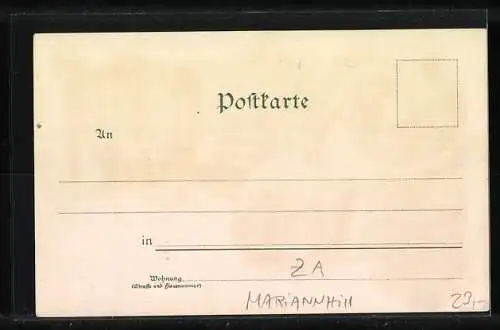 Postkarte
An
in
Wohnung
(Straße und Hausnummer)
ZA
MARIANNHill
23,-